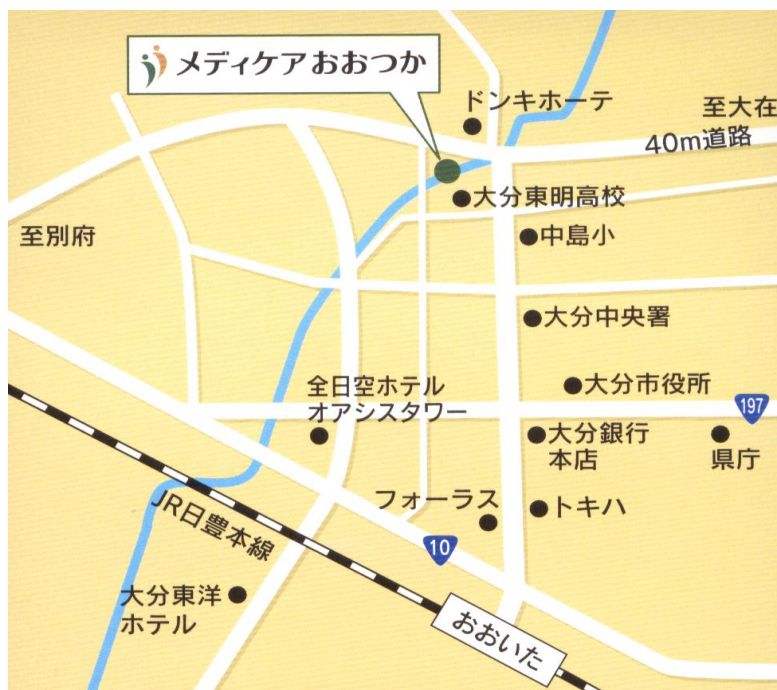 メディケアおおつか
ドンキホーテ
至大在
40m道路
大分東明高校
至別府
中島小
大分中央署
全日空ホテル
オアシスタワー
大分市役所
197
大分銀行
本店
県庁
フォーラス
トキハ
JR日豊本線
10
大分東洋
ホテル
おおいた